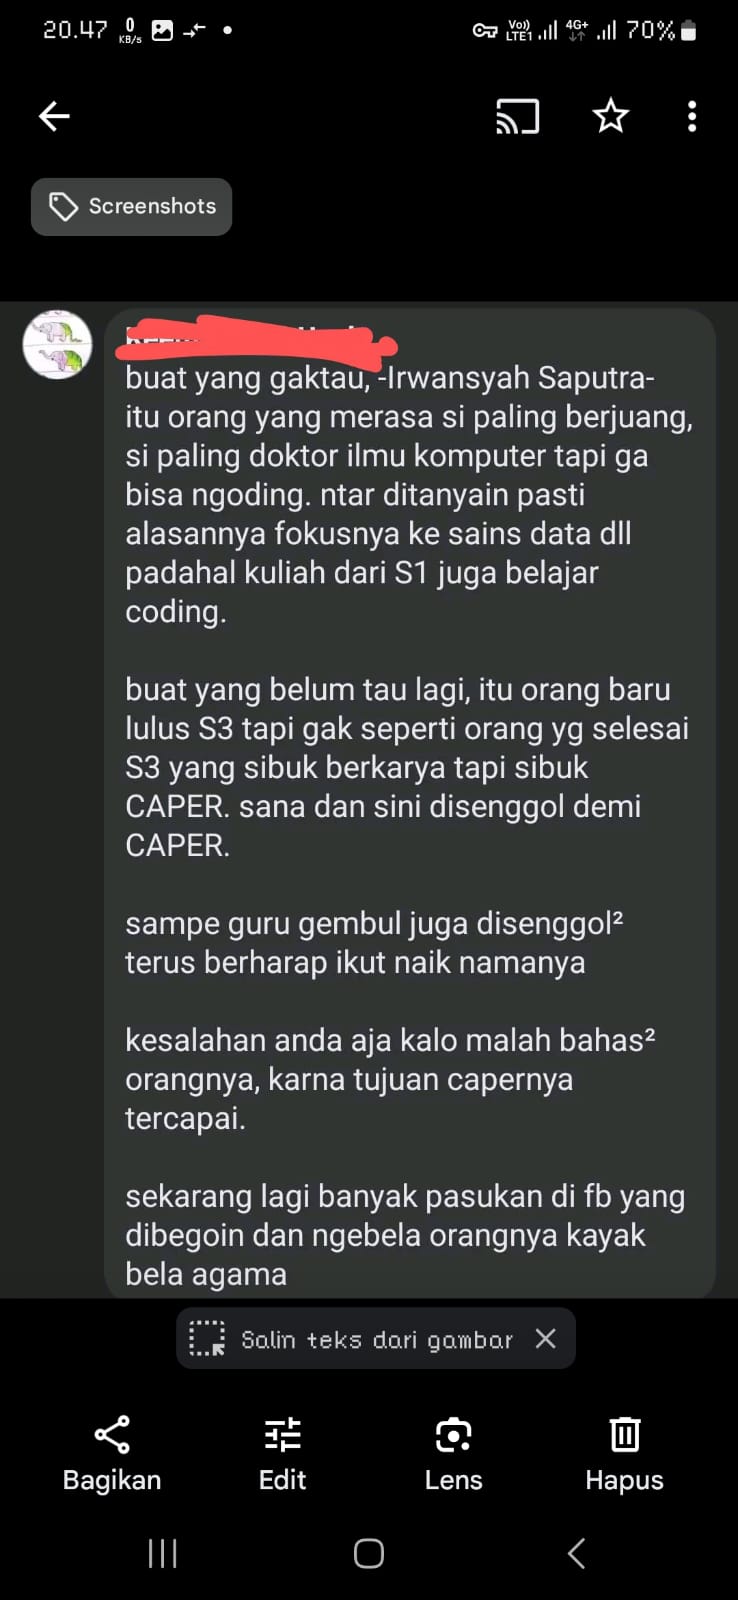 20.47 0 KB/s Vo)) LTE1 4G+ 70%
Screenshots
buat yang gaktau, -Irwansyah Saputra-
itu orang yang merasa si paling berjuang,
si paling doktor ilmu komputer tapi ga
bisa ngoding. ntar ditanyain pasti
alasannya fokusnya ke sains data dll
padahal kuliah dari S1 juga belajar
coding.
buat yang belum tau lagi, itu orang baru
lulus S3 tapi gak seperti orang yg selesai
S3 yang sibuk berkarya tapi sibuk
CAPER. sana dan sini disenggol demi
CAPER.
sampe guru gembul juga disenggol²
terus berharap ikut naik namanya
kesalahan anda aja kalo malah bahas²
orangnya, karna tujuan capernya
tercapai.
sekarang lagi banyak pasukan di fb yang
dibegoin dan ngebela orangnya kayak
bela agama
Salin teks dari gambar
Bagikan Edit Lens Hapus